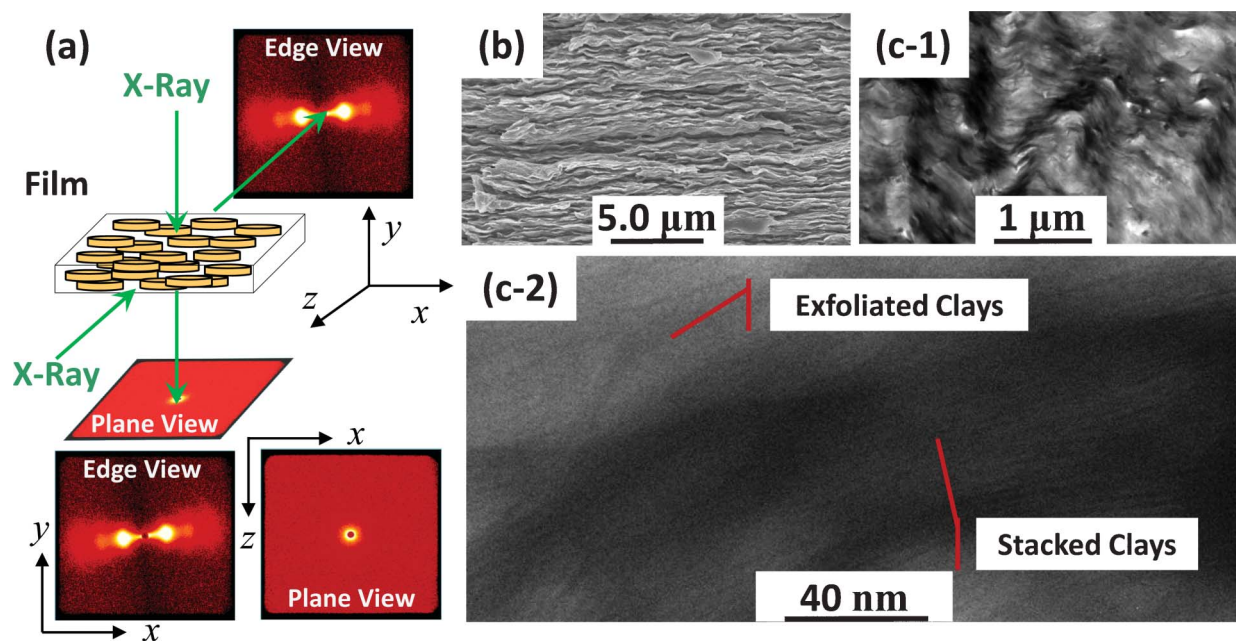 (a)
Edge View
X-Ray
Film
y
z
x
X-Ray
Plane View
x
Edge View
y
z
x
Plane View
(b)
5.0 μm
(c-1)
1 μm
(c-2)
Exfoliated Clays
Stacked Clays
40 nm